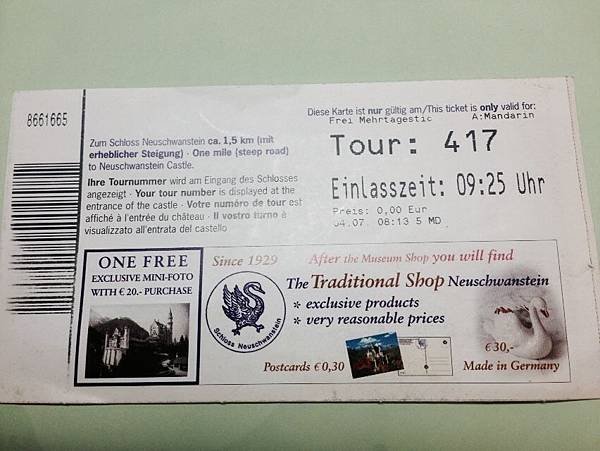 8661665
Zum Schloss Neuschwanstein ca. 1,5 km (mit
erheblicher Steigung) · One mile (steep road)
to Neuschwanstein Castle.
Ihre Tournummer wird am Eingang des Schlosses
angezeigt · Your tour number is displayed at the
entrance of the castle · Votre numéro de tour est
affiché à l'entrée du château · Il vostro turno è
visualizzato all'entrata del castello
Diese Karte ist nur gültig am/This ticket is only valid for:
Frei Mehrtagestic A:Mandarin
Tour: 417
Einlasszeit: 09:25 Uhr
Preis: 0,00 Eur
04.07. 08:13 5 MD
ONE FREE
EXCLUSIVE MINI-FOTO
WITH € 20.- PURCHASE
Since 1929
Schloss Neuschwanstein
After the Museum Shop you will find
The Traditional Shop Neuschwanstein
* exclusive products
* very reasonable prices
Postcards € 0,30
€ 30,-
Made in Germany